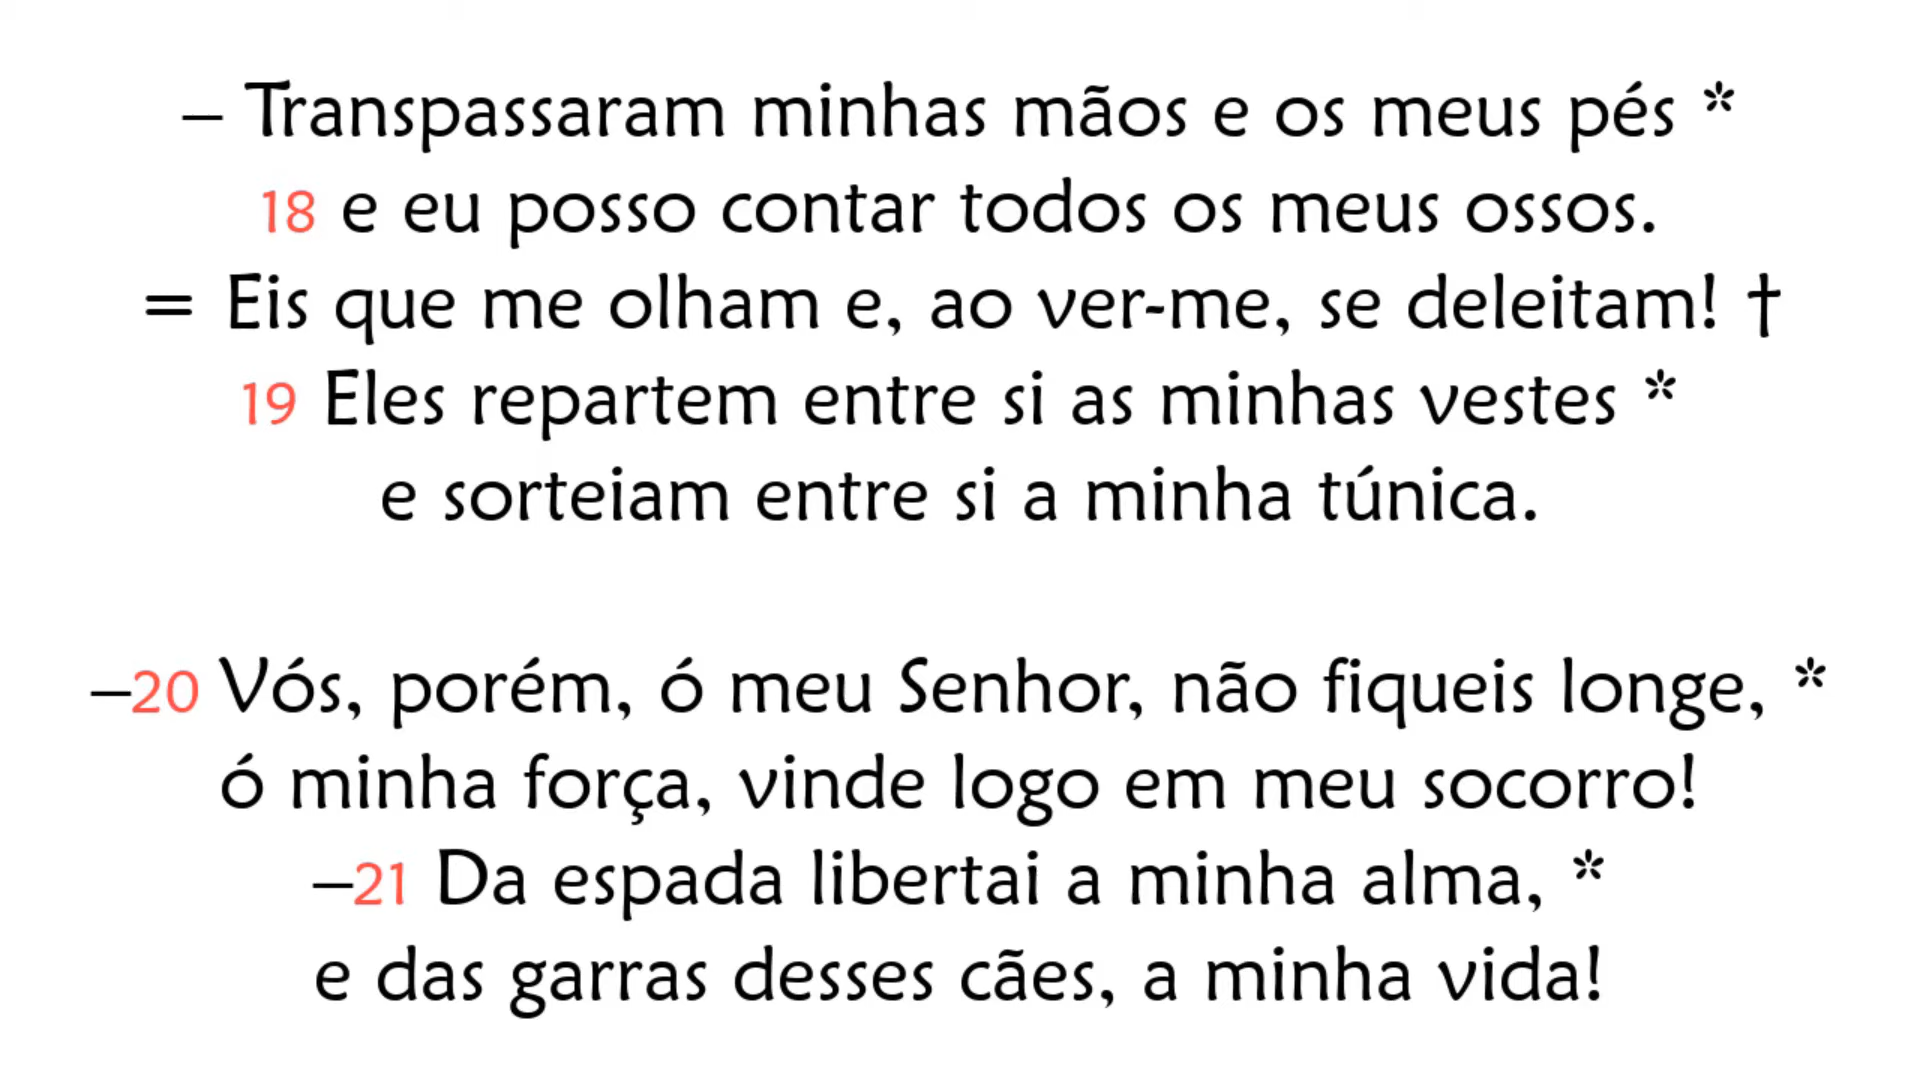 – Transpassaram minhas mãos e os meus pés *
18 e eu posso contar todos os meus ossos.
= Eis que me olham e, ao ver-me, se deleitam! †
19 Eles repartem entre si as minhas vestes *
e sorteiam entre si a minha túnica.
–20 Vós, porém, ó meu Senhor, não fiqueis longe, *
ó minha força, vinde logo em meu socorro!
–21 Da espada libertai a minha alma, *
e das garras desses cães, a minha vida!